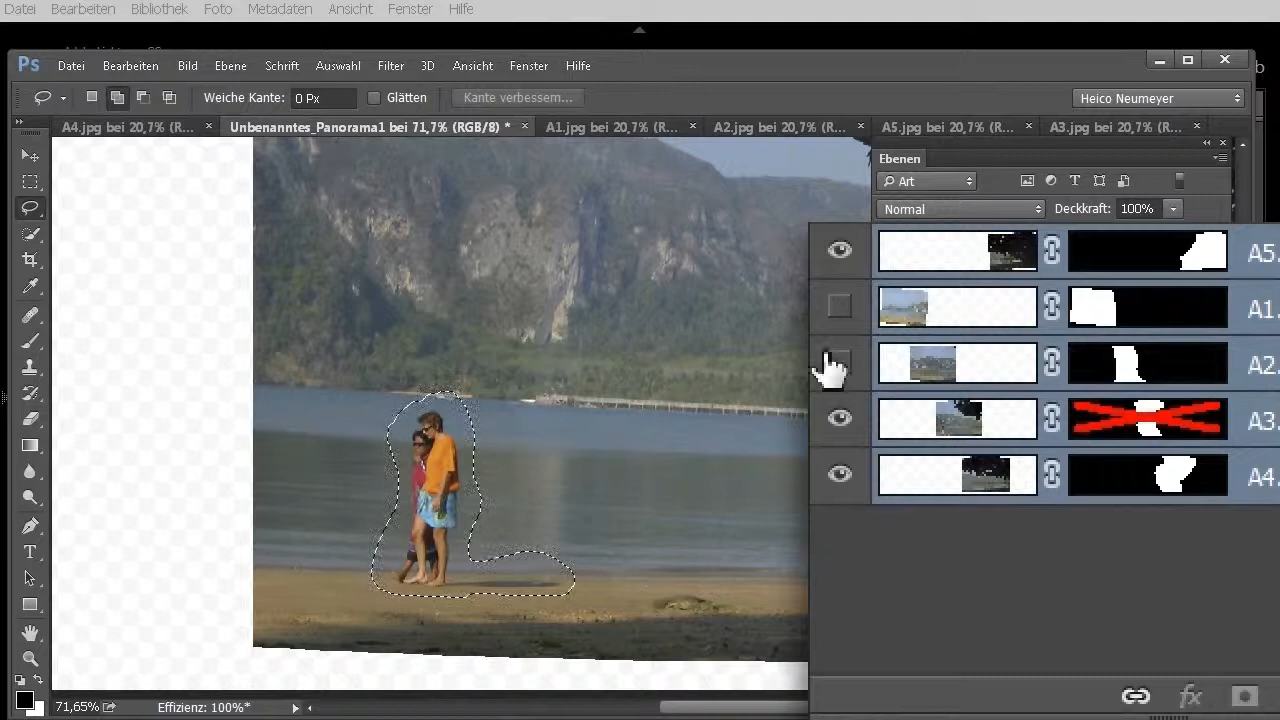 Datei Bearbeiten Bibliothek Foto Metadaten Ansicht Fenster Hilfe
Ps Datei Bearbeiten Bild Ebene Schrift Auswahl Filter 3D Ansicht Fenster Hilfe
Weiche Kante: 0 Px Glätten Kante verbessern... Heico Neumeyer
A4.jpg bei 20,7% (R... × Unbenanntes_Panorama1 bei 71,7% (RGB/8) * × A1.jpg bei 20,7% (R... × A2.jpg bei 20,7% (R... × A5.jpg bei 20,7% (R... × A3.jpg bei 20,7% (R... ×
Ebenen
Art
Normal Deckkraft: 100%
A5.
A1.
A2.
A3.
A4.
fx
71,65% Effizienz: 100%*